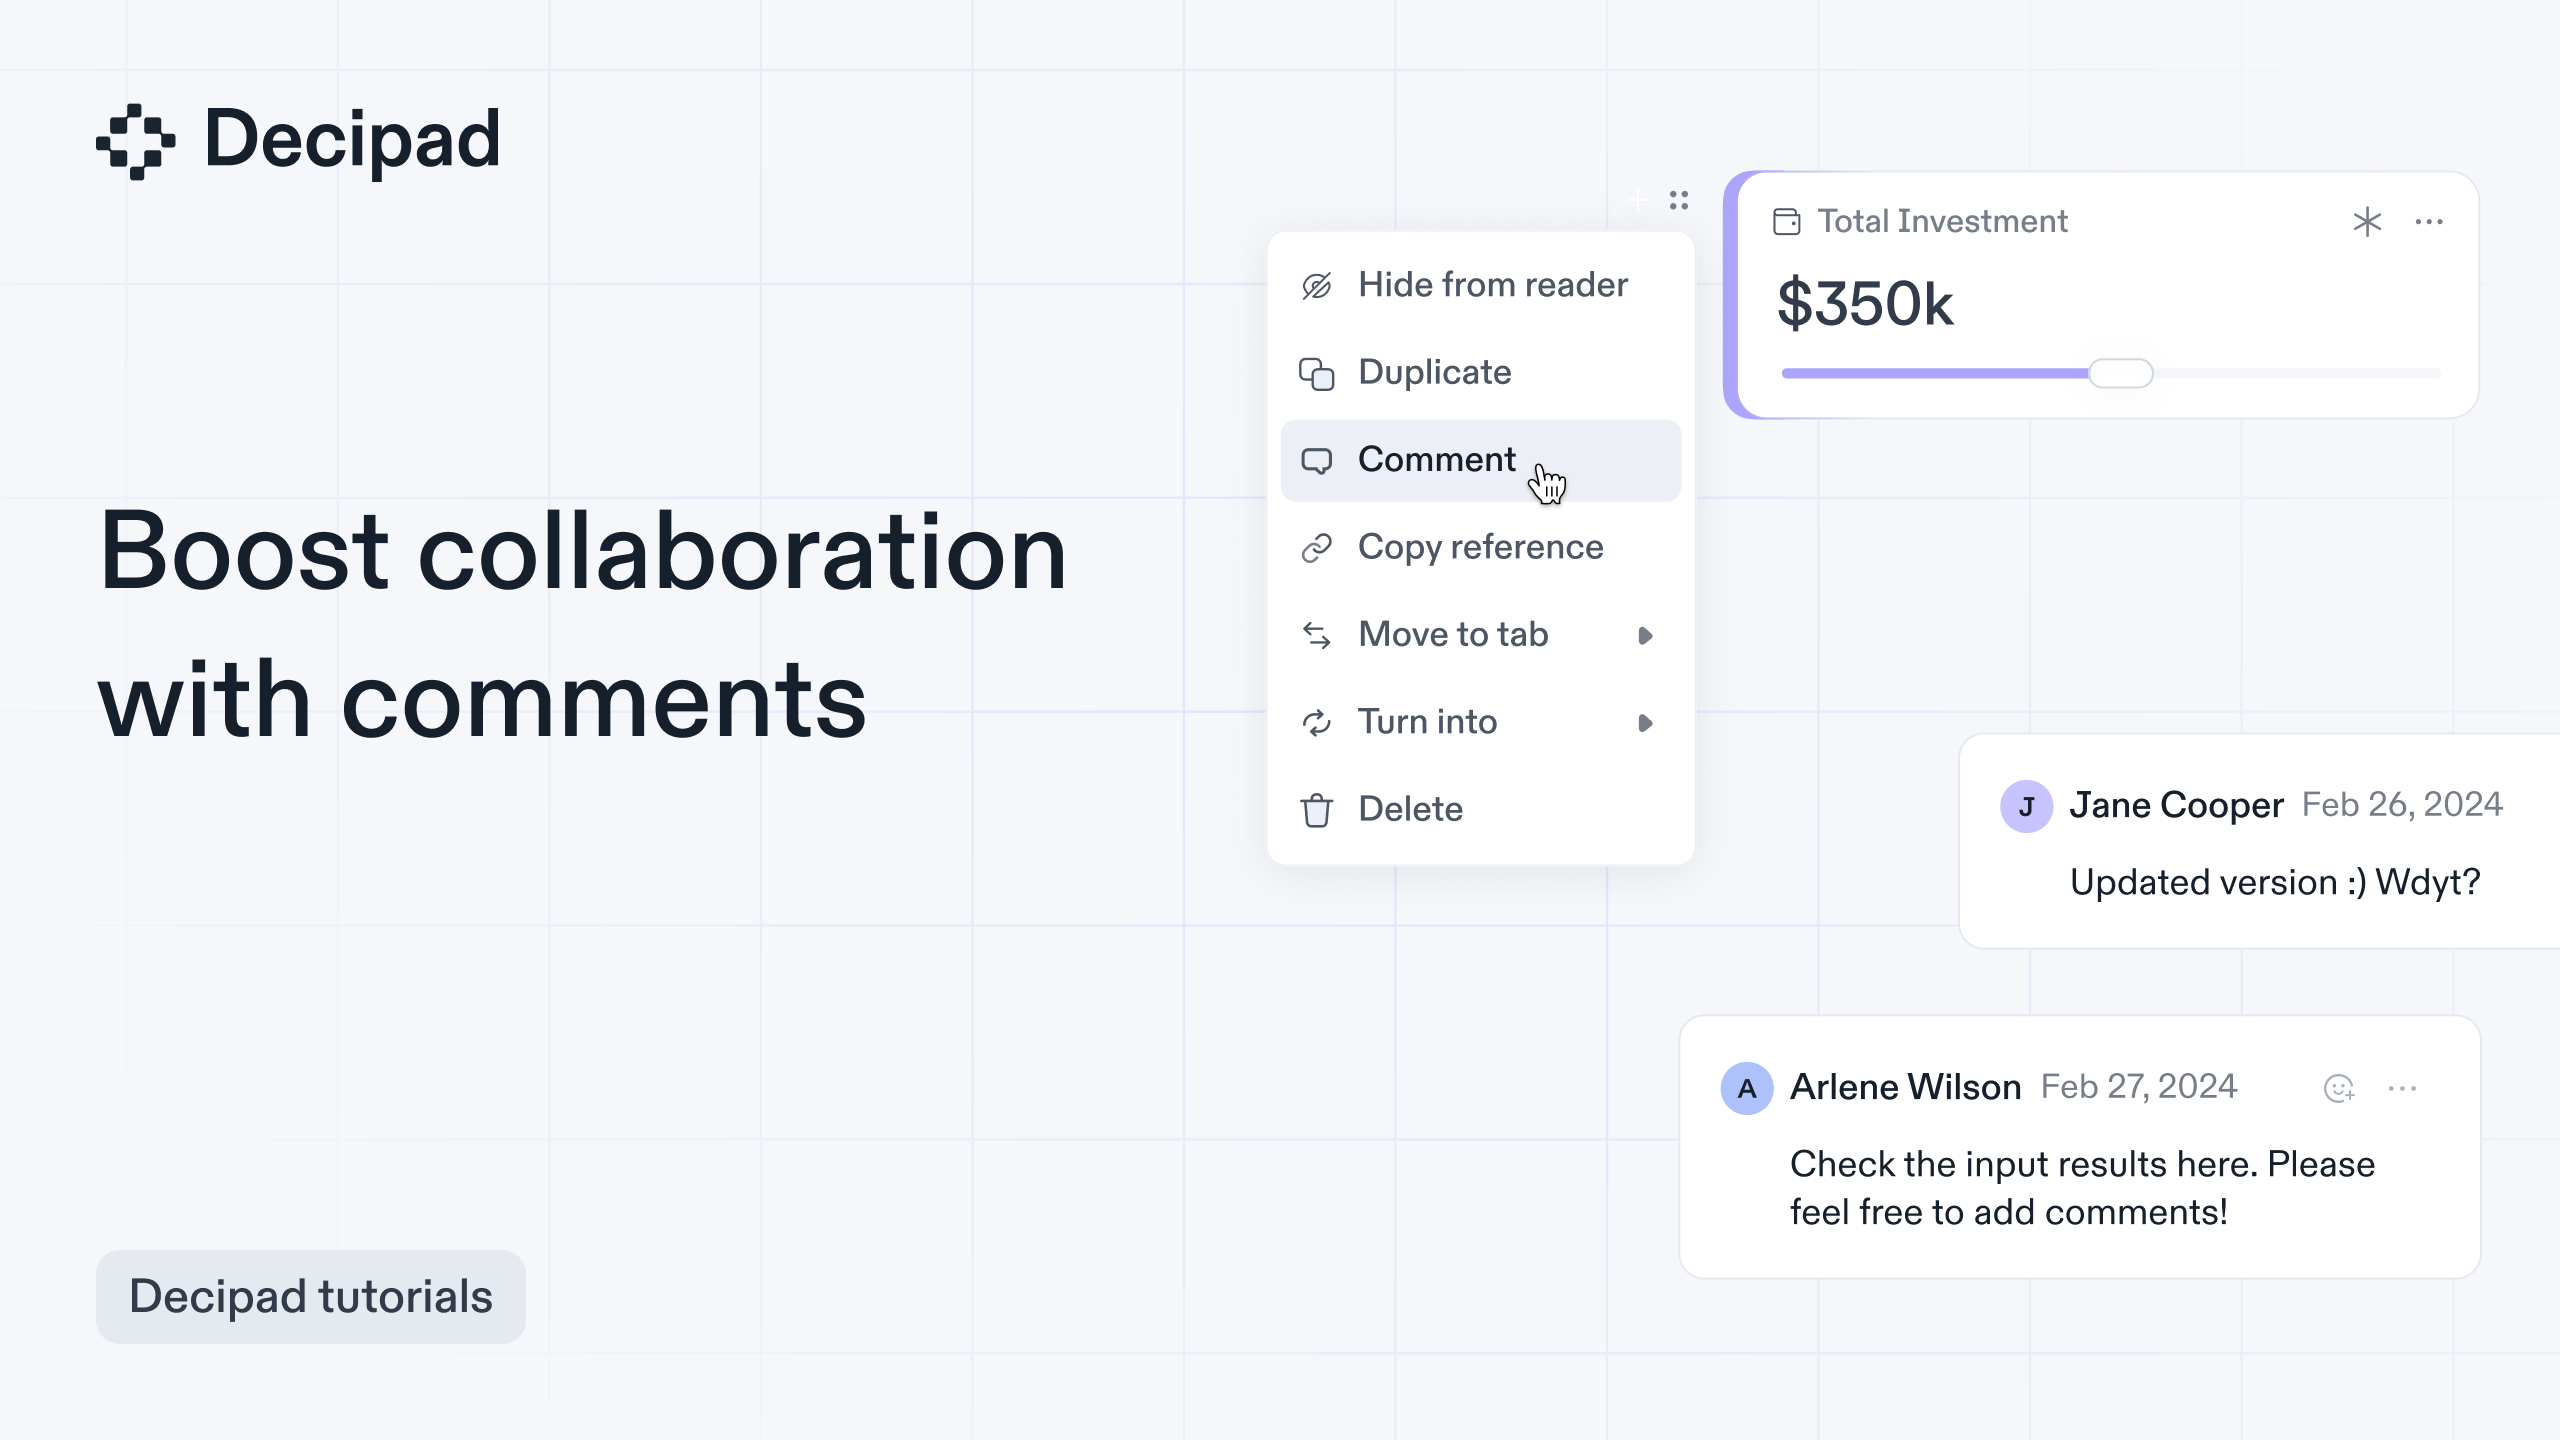 Decipad
Boost collaboration
with comments
Decipad tutorials
Hide from reader
Duplicate
Comment
Copy reference
Move to tab
Turn into
Delete
Total Investment
$350k
J Jane Cooper Feb 26, 2024
Updated version :) Wdyt?
A Arlene Wilson Feb 27, 2024
Check the input results here. Please
feel free to add comments!